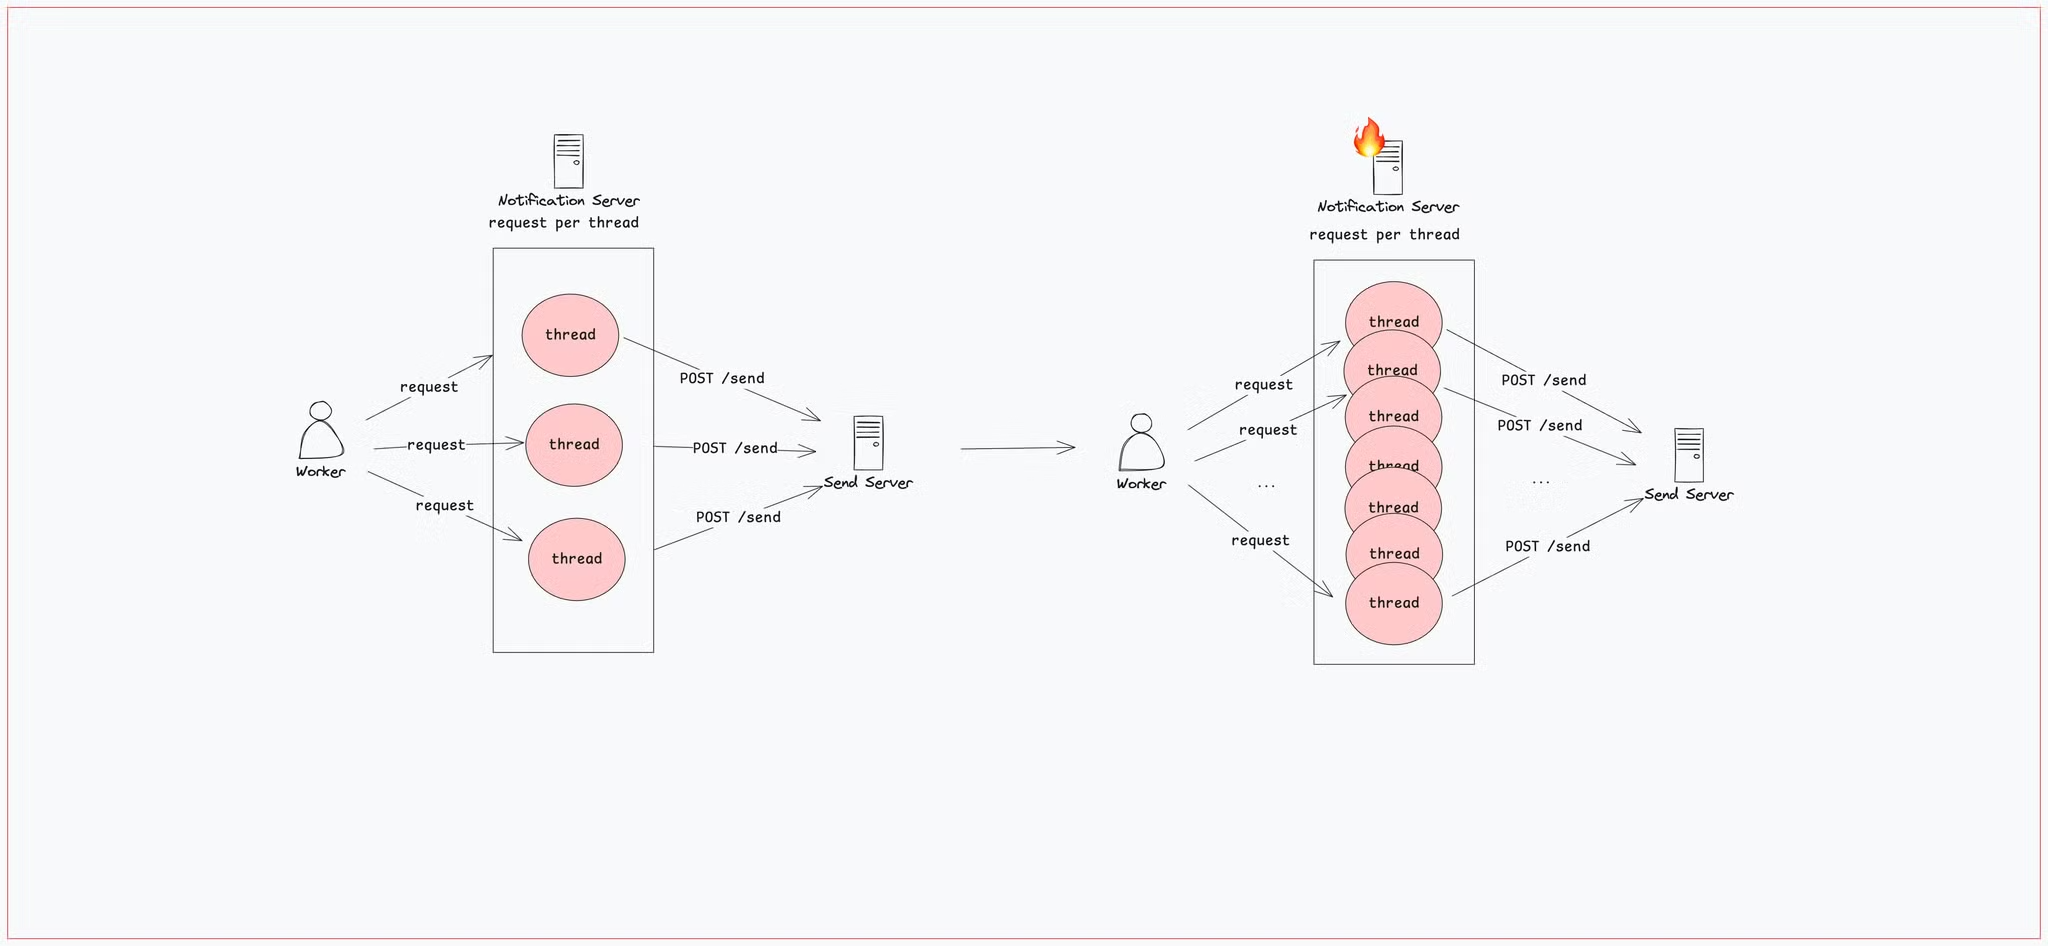 Notification Server
request per thread
thread
request
POST /send
request
thread
POST /send
Worker
Send Server
request
POST /send
thread
Notification Server
request per thread
thread
thread
request
POST /send
request
thread
POST /send
thread
Worker
...
...
Send Server
thread
request
thread
POST /send
thread